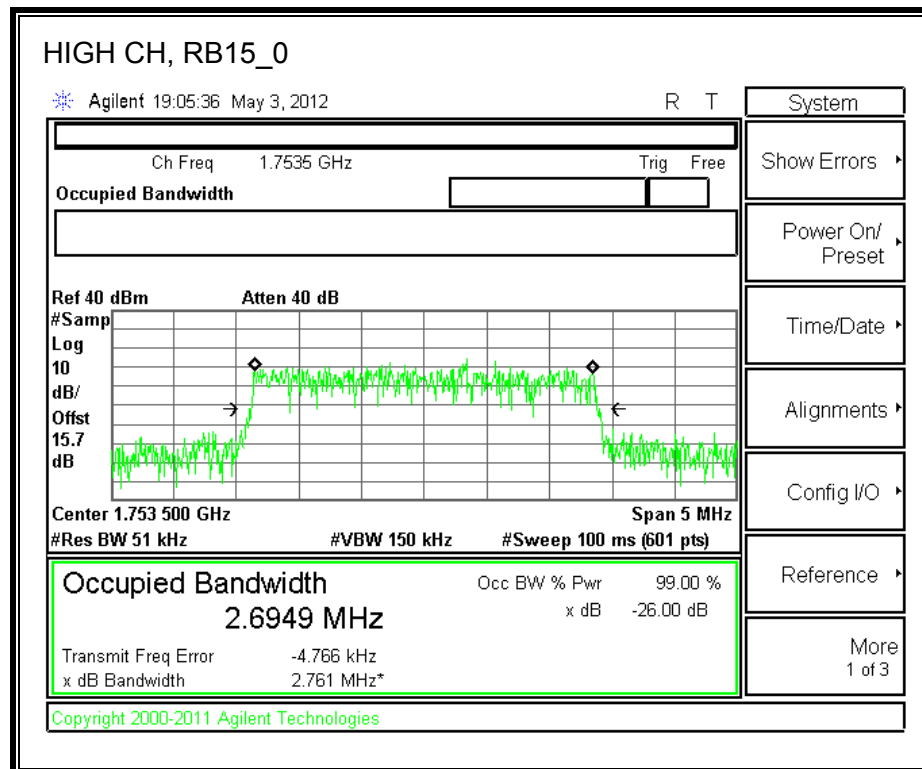 HIGH CH, RB15_0
Agilent 19:05:36 May 3, 2012 R T
System
Ch Freq 1.7535 GHz Trig Free
Occupied Bandwidth
Show Errors
Power On/
Preset
Time/Date
Alignments
Config I/O
Reference
More
1 of 3
Ref 40 dBm Atten 40 dB
#Samp
Log
10
dB/
Offst
15.7
dB
Center 1.753 500 GHz Span 5 MHz
#Res BW 51 kHz #VBW 150 kHz #Sweep 100 ms (601 pts)
Occupied Bandwidth Occ BW % Pwr 99.00 %
2.6949 MHz x dB -26.00 dB
Transmit Freq Error -4.766 kHz
x dB Bandwidth 2.761 MHz*
Copyright 2000-2011 Agilent Technologies